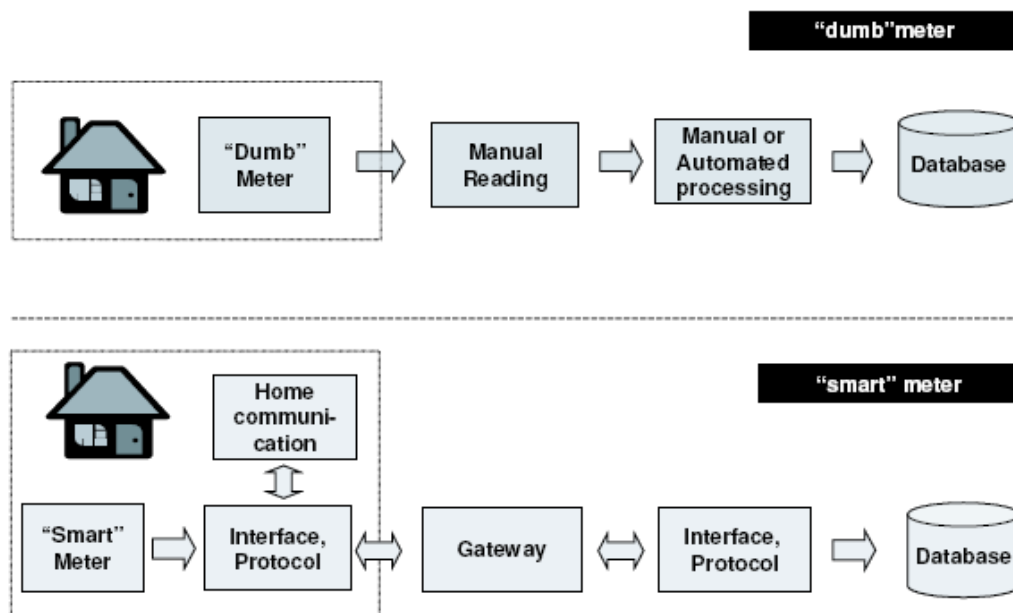 “dumb”meter
“Dumb”
Meter
Manual
Reading
Manual or
Automated
processing
Database
“smart” meter
Home
communi-
cation
“Smart”
Meter
Interface,
Protocol
Gateway
Interface,
Protocol
Database